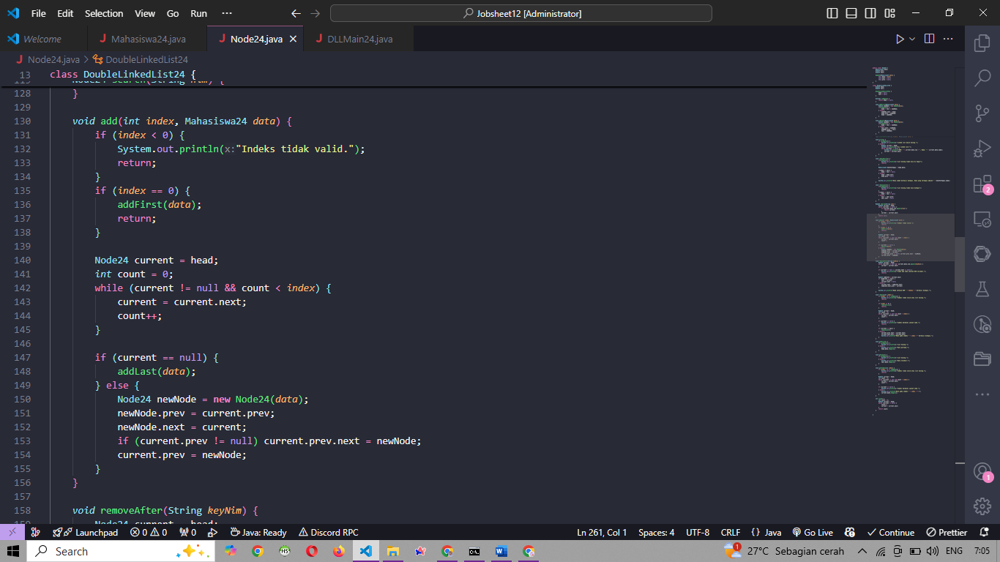 File Edit Selection View Go Run ··· Jobsheet12 [Administrator]
Welcome Mahasiswa24.java Node24.java DLLMain24.java
Node24.java > DoubleLinkedList24
13 class DoubleLinkedList24 {
128 }
129
130 void add(int index, Mahasiswa24 data) {
131 if (index < 0) {
132 System.out.println(x:"Indeks tidak valid.");
133 return;
134 }
135 if (index == 0) {
136 addFirst(data);
137 return;
138 }
139
140 Node24 current = head;
141 int count = 0;
142 while (current != null && count < index) {
143 current = current.next;
144 count++;
145 }
146
147 if (current == null) {
148 addLast(data);
149 } else {
150 Node24 newNode = new Node24(data);
151 newNode.prev = current.prev;
152 newNode.next = current;
153 if (current.prev != null) current.prev.next = newNode;
154 current.prev = newNode;
155 }
156 }
157
158 void removeAfter(String keyNim) {
2
1
Launchpad 0 0 0 Java: Ready Discord RPC Ln 261, Col 1 Spaces: 4 UTF-8 CRLF {} Java Go Live Continue Prettier
Search 1 27°C Sebagian cerah ENG 7:05